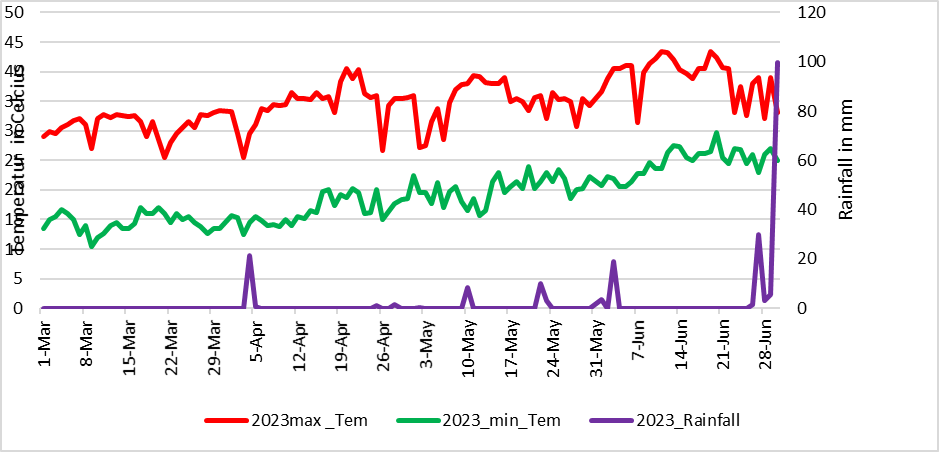 50
45
40
35
30
25
20
15
10
5
0
Temperatur in Cecius
120
100
80
60
40
20
0
Rainfall in mm
1-Mar
8-Mar
15-Mar
22-Mar
29-Mar
5-Apr
12-Apr
19-Apr
26-Apr
3-May
10-May
17-May
24-May
31-May
7-Jun
14-Jun
21-Jun
28-Jun
2023max _Tem 2023_min_Tem 2023_Rainfall